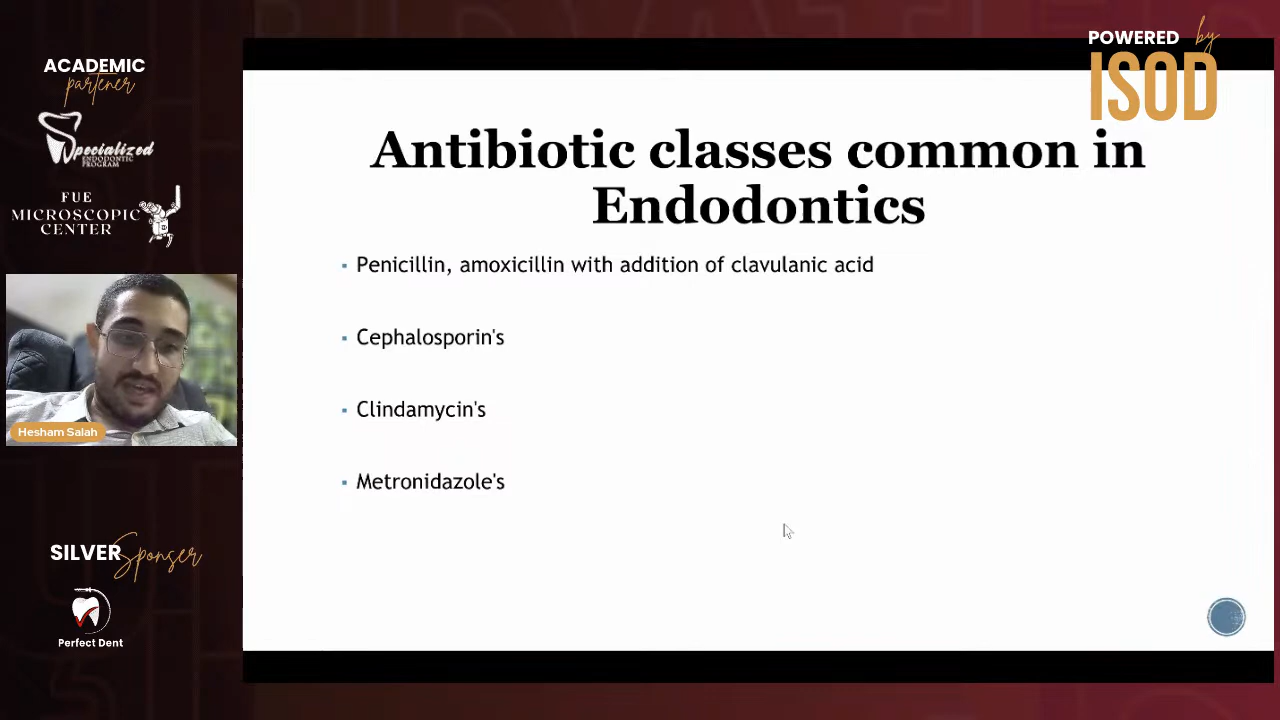 POWERED by
ISOD
ACADEMIC
partener
Specialized
ENDODONTIC
PROGRAM
FUE
MICROSCOPIC
CENTER
Hesham Salah
SILVER Sponser
Perfect Dent
Antibiotic classes common in
Endodontics
▪ Penicillin, amoxicillin with addition of clavulanic acid
▪ Cephalosporin's
▪ Clindamycin's
▪ Metronidazole's